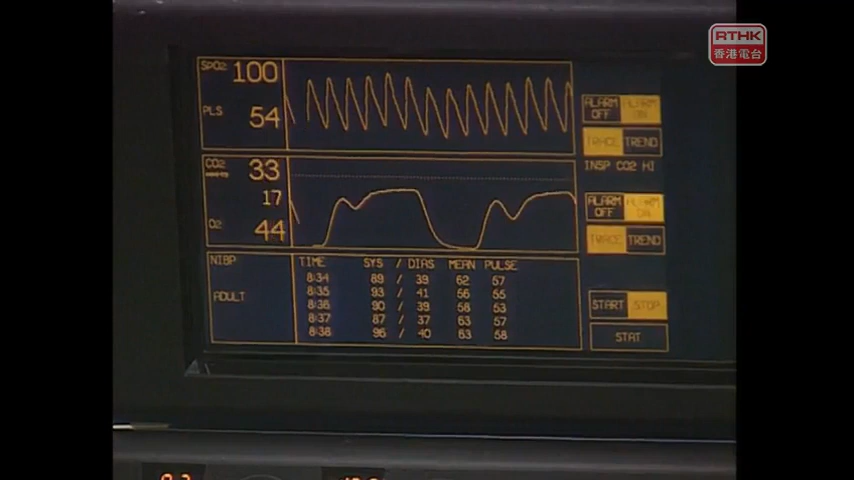 RTHK
香港電台
SPO2 100
PLS 54
ALARM OFF ALARM ON
TRACE TREND
INSP CO2 HI
CO2 33
17
O2 44
ALARM OFF ALARM ON
TRACE TREND
NIBP
ADULT
TIME SYS / DIAS MEAN PULSE
8:34 89 / 39 62 57
8:35 93 / 41 56 55
8:36 90 / 39 58 53
8:37 87 / 37 63 57
8:38 96 / 40 63 58
START STOP
STAT